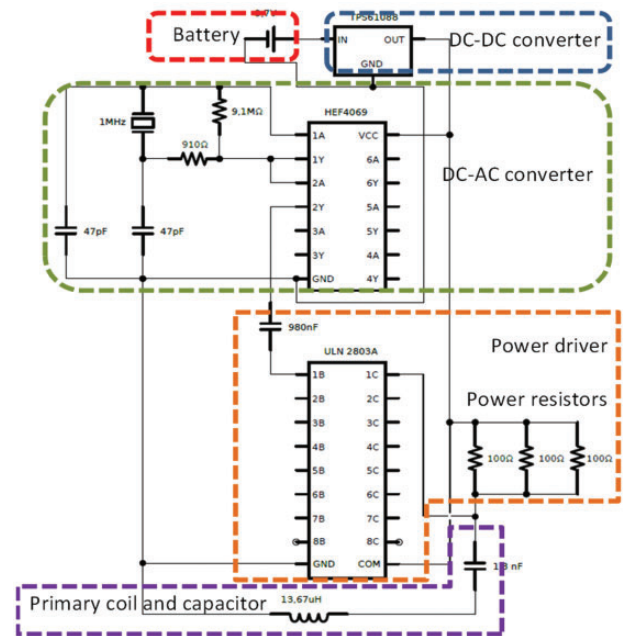 Battery
TPS61088
IN
OUT
GND
DC-DC converter
HEF4069
1MHz
9,1MΩ
910Ω
47pF
47pF
1A
1Y
2A
2Y
3A
3Y
GND
VCC
6A
6Y
5A
5Y
4A
4Y
DC-AC converter
980nF
ULN 2803A
Power driver
Power resistors
1B
2B
3B
4B
5B
6B
7B
8B
GND
1C
2C
3C
4C
5C
6C
7C
8C
COM
100Ω
100Ω
100Ω
nF
13,67uH
Primary coil and capacitor